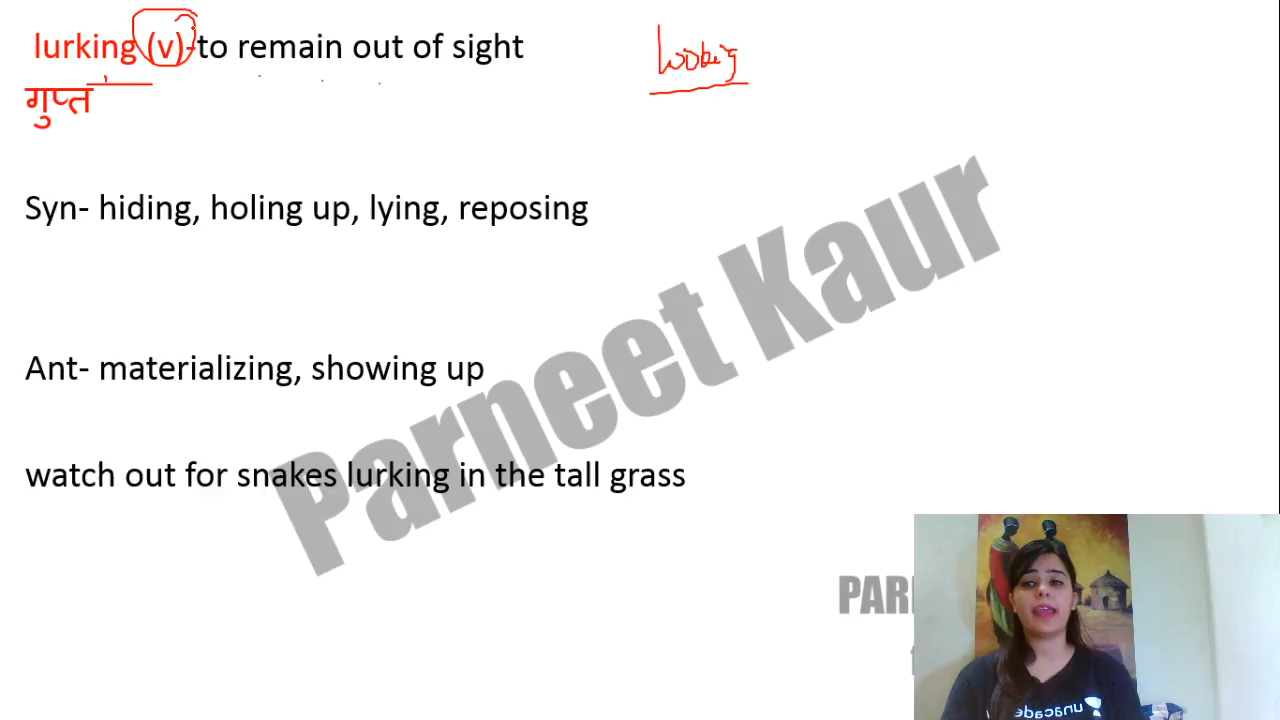 lurking (v)-to remain out of sight
looking
गुप्त
Syn- hiding, holing up, lying, reposing
Ant- materializing, showing up
watch out for snakes lurking in the tall grass
Parneet Kaur